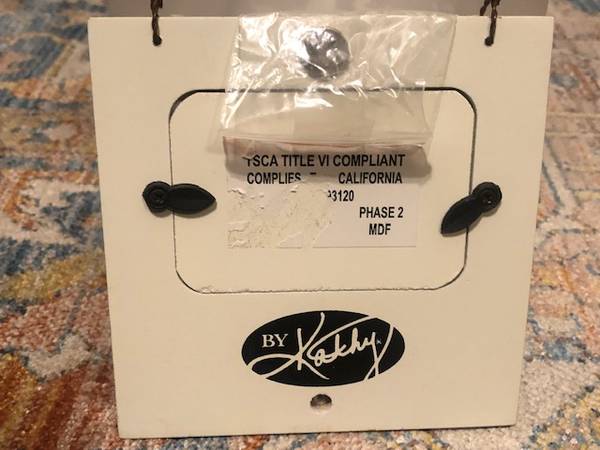 TSCA TITLE VI COMPLIANT
COMPLIES CALIFORNIA
93120
PHASE 2
MDF
BY Kathy